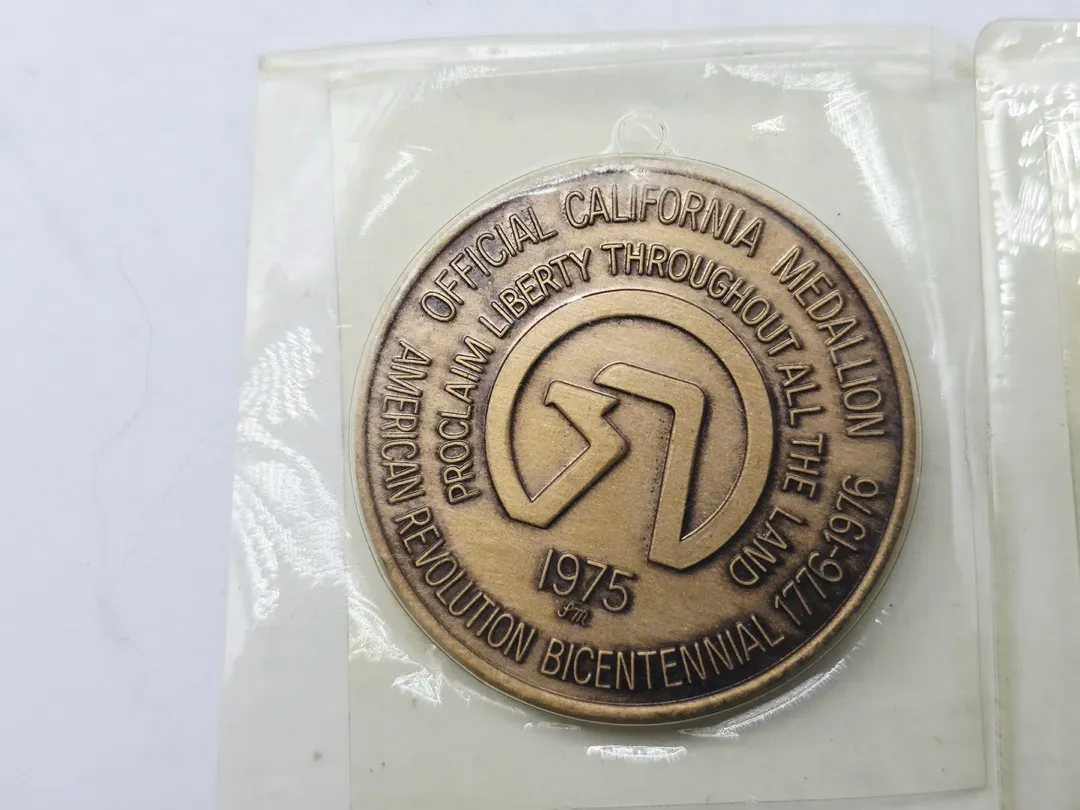 OFFICIAL CALIFORNIA MEDALLION
PROCLAIM LIBERTY THROUGHOUT ALL THE LAND
1975
AMERICAN REVOLUTION BICENTENNIAL 1776-1976